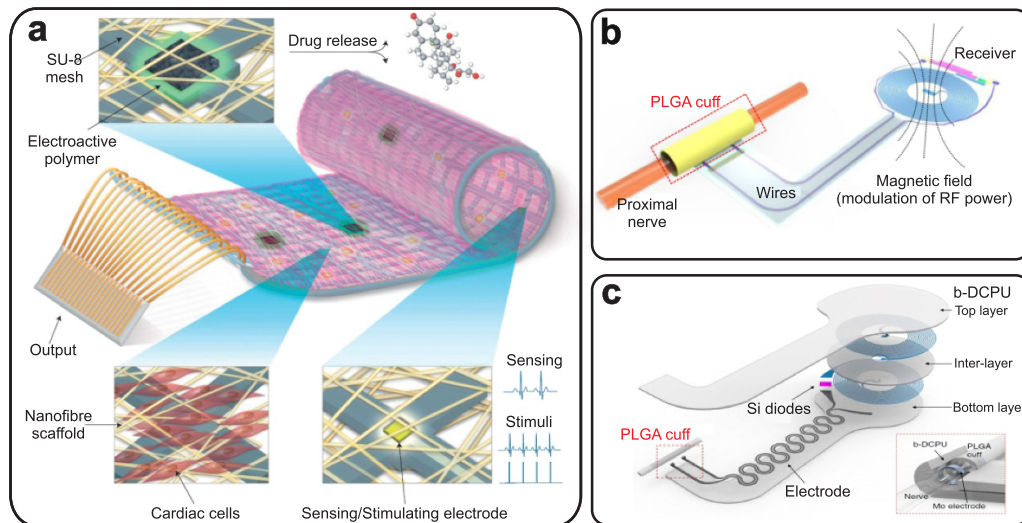 a
SU-8
mesh
Drug release
Electroactive
polymer
Output
Nanofibre
scaffold
Cardiac cells
Sensing
Stimuli
Sensing/Stimulating electrode
b
Receiver
PLGA cuff
Wires
Proximal
nerve
Magnetic field
(modulation of RF power)
c
b-DCPU
Top layer
Inter-layer
Si diodes
Bottom laye
PLGA cuff
Electrode
b-DCPU
PLGA
cuff
Nerve
Mo electrode